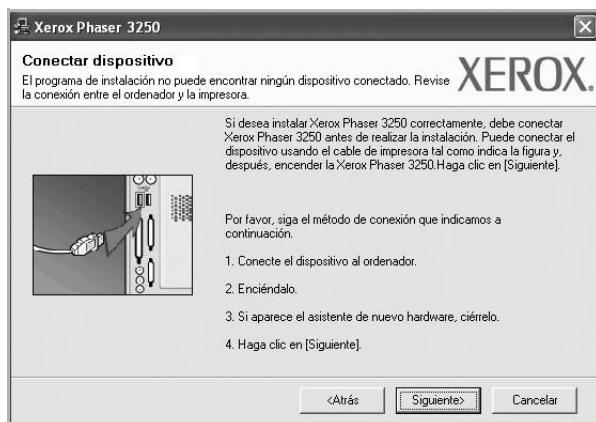 Xerox Phaser 3250
Conectar dispositivo
El programa de instalación no puede encontrar ningún dispositivo conectado. Revise
la conexión entre el ordenador y la impresora.
XEROX.
Si desea instalar Xerox Phaser 3250 correctamente, debe conectar
Xerox Phaser 3250 antes de realizar la instalación. Puede conectar el
dispositivo usando el cable de impresora tal como indica la figura y,
después, encender la Xerox Phaser 3250.Haga clic en [Siguiente].
Por favor, siga el método de conexión que indicamos a
continuación.
1. Conecte el dispositivo al ordenador.
2. Enciéndalo.
3. Si aparece el asistente de nuevo hardware, ciérrelo.
4. Haga clic en [Siguiente].
<Atrás
Siguiente>
Cancelar